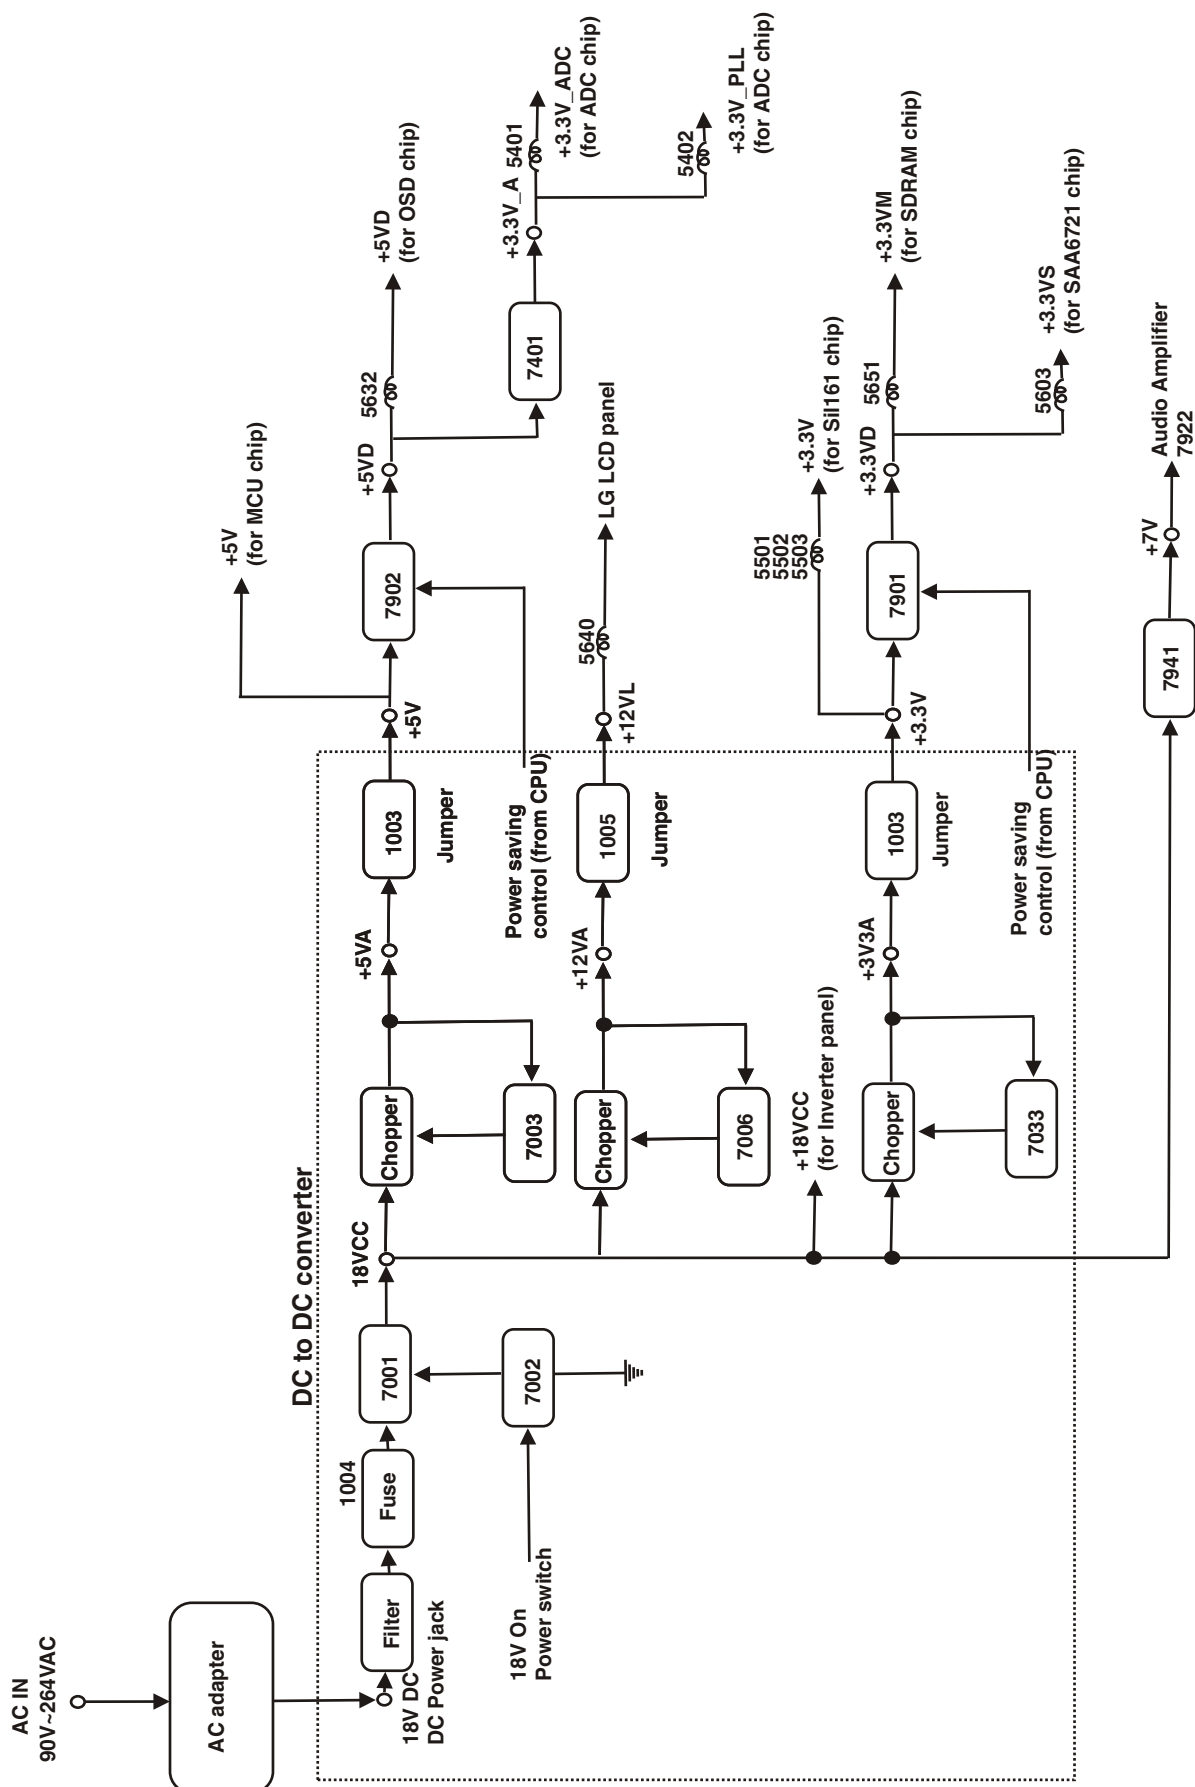 AC IN
90V~264VAC
AC adapter
18V DC
DC Power jack
DC to DC converter
Filter
1004
Fuse
7001
18V On
Power switch
7002
18VCC
Chopper
7003
+5VA
1003
Jumper
+5V
+5V
(for MCU chip)
Power saving
control (from CPU)
7902
+5VD
5632
+5VD
(for OSD chip)
7401
+3.3V_A
5401
+3.3V_ADC
(for ADC chip)
5402
+3.3V_PLL
(for ADC chip)
Chopper
7006
+12VA
1005
Jumper
+12VL
5640
LG LCD panel
+18VCC
(for Inverter panel)
Chopper
7033
+3V3A
1003
Jumper
+3.3V
5501
5502
5503
+3.3V
(for Sil161 chip)
Power saving
control (from CPU)
7901
+3.3VD
5651
+3.3VM
(for SDRAM chip)
5603
+3.3VS
(for SAA6721 chip)
7941
+7V
Audio Amplifier
7922